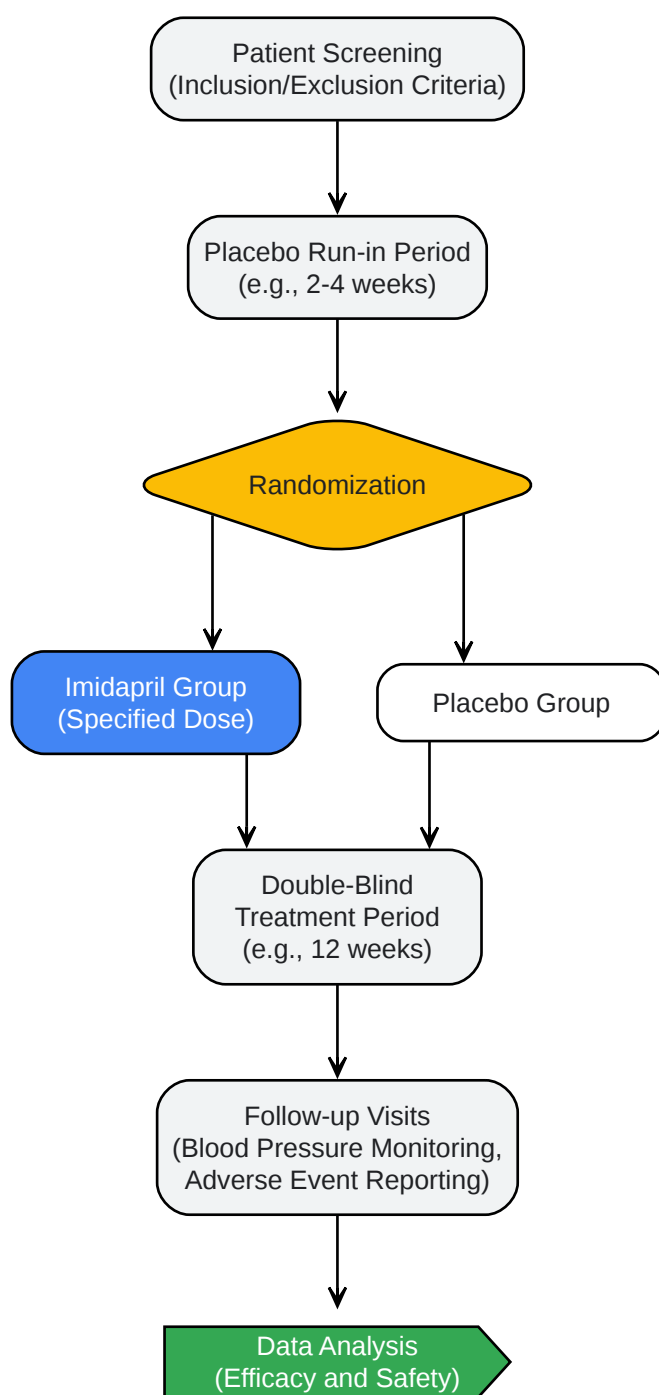 Patient Screening
(Inclusion/Exclusion Criteria)
Placebo Run-in Period
(e.g., 2-4 weeks)
Randomization
Imidapril Group
(Specified Dose)
Placebo Group
Double-Blind
Treatment Period
(e.g., 12 weeks)
Follow-up Visits
(Blood Pressure Monitoring,
Adverse Event Reporting)
Data Analysis
(Efficacy and Safety)